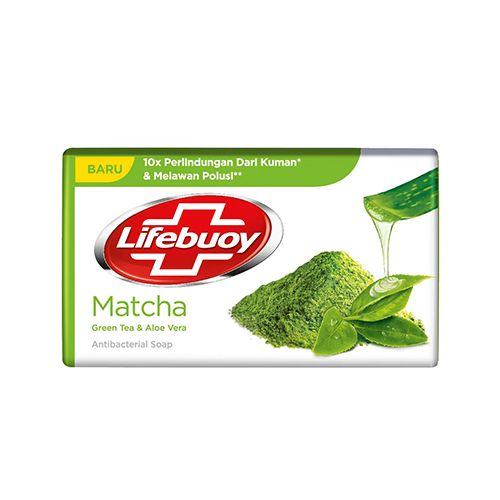 BARU
10x Perlindungan Dari Kuman*
& Melawan Polusi**
Lifebuoy
Matcha
Green Tea & Aloe Vera
Antibacterial Soap